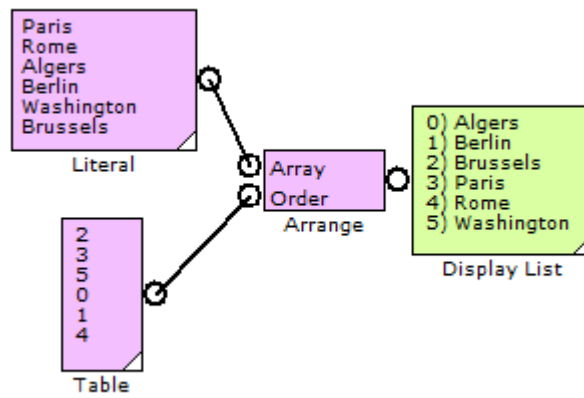 Paris
Rome
Algers
Berlin
Washington
Brussels
Literal
2
3
5
0
1
4
Table
Array
Order
Arrange
0) Algers
1) Berlin
2) Brussels
3) Paris
4) Rome
5) Washington
Display List